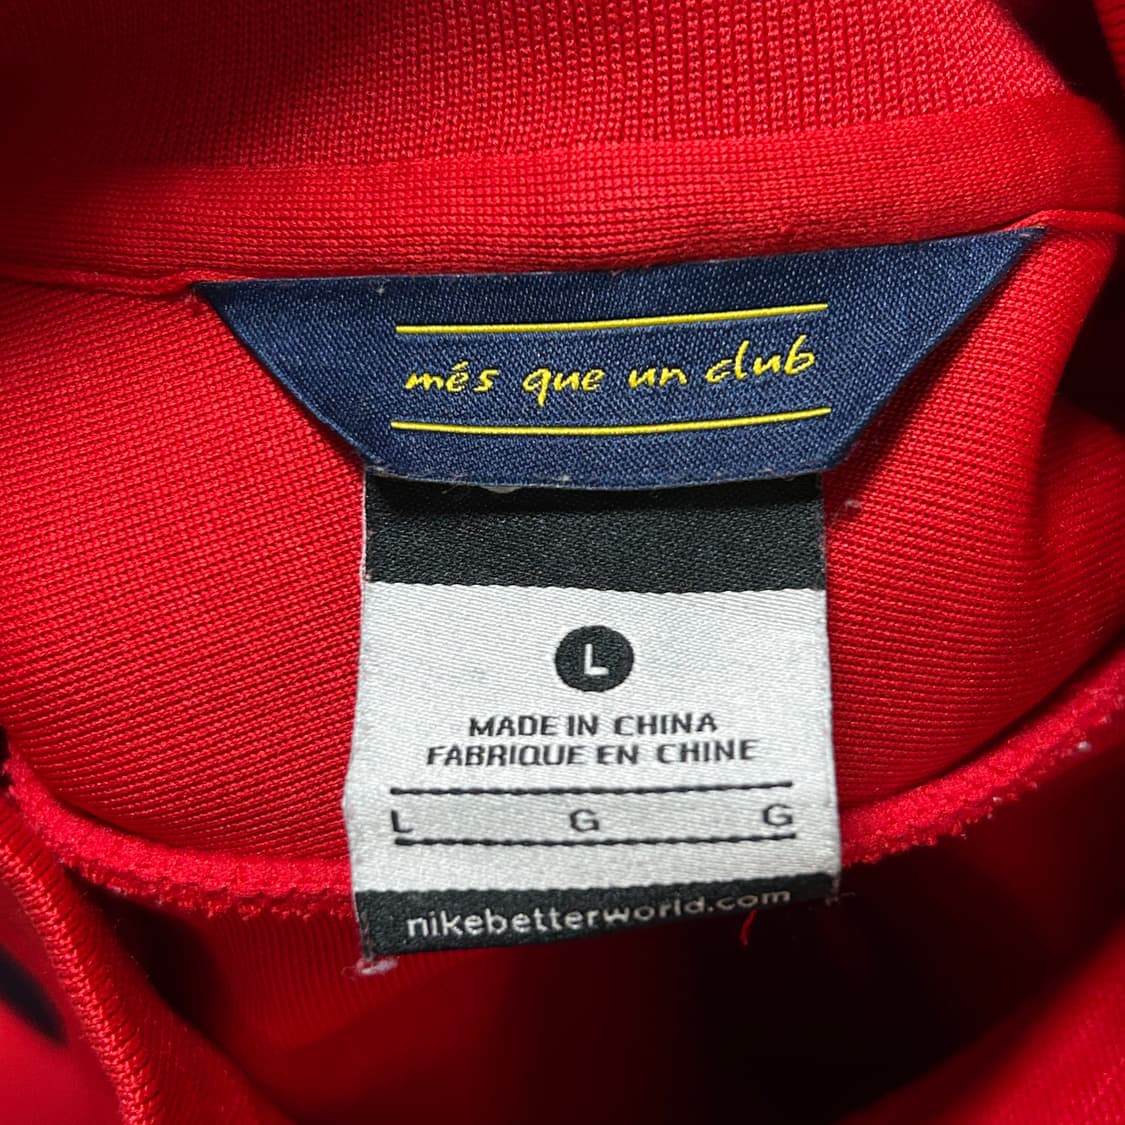 més que un club
L
MADE IN CHINA
FABRIQUE EN CHINE
L G G
nikebetterworld.com